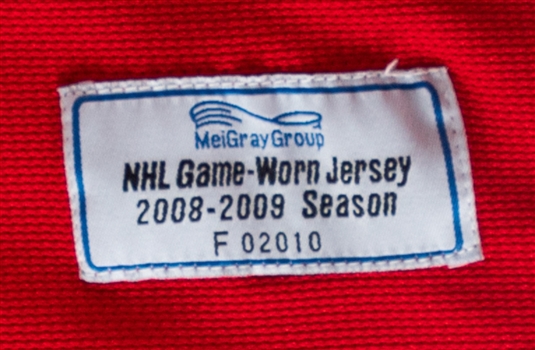 MeiGrayGroup
NHL Game-Worn Jersey
2008-2009 Season
F 02010